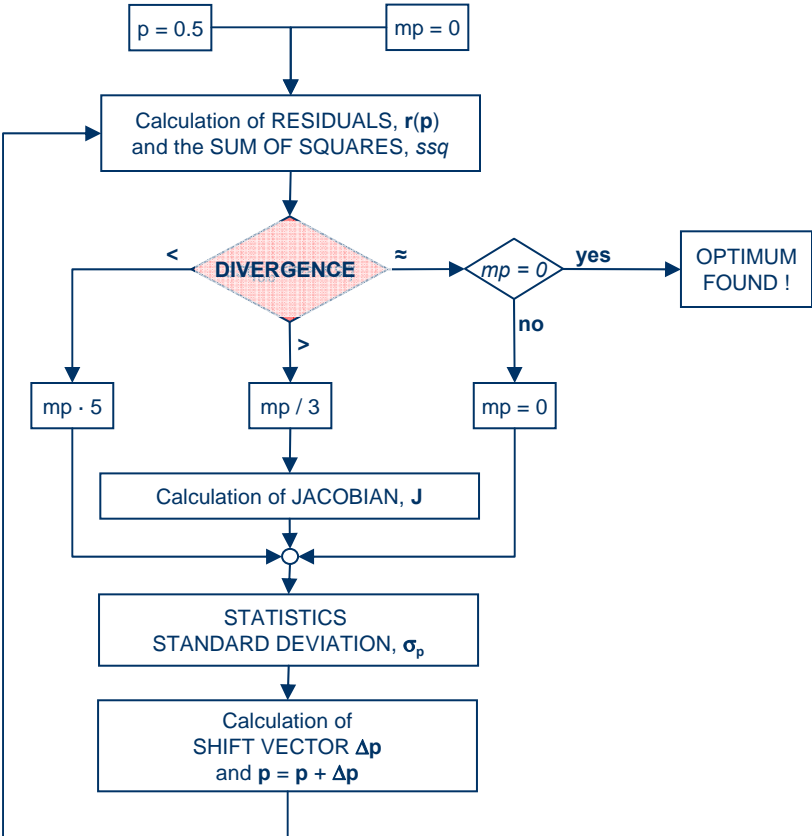 p = 0.5
mp = 0
Calculation of RESIDUALS, r(p)
and the SUM OF SQUARES, ssq
<
DIVERGENCE
≈
mp = 0
yes
OPTIMUM
FOUND !
>
no
mp · 5
mp / 3
mp = 0
Calculation of JACOBIAN, J
STATISTICS
STANDARD DEVIATION, σp
Calculation of
SHIFT VECTOR Δp
and p = p + Δp